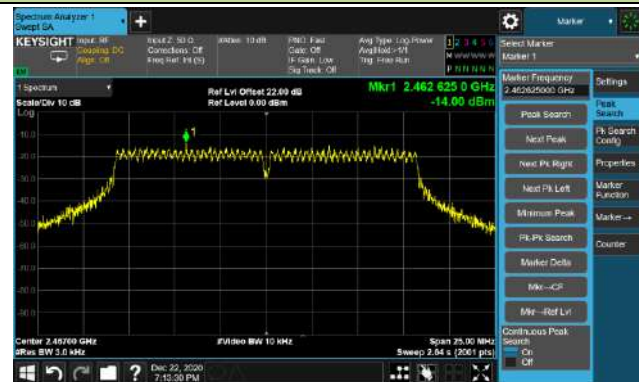 Spectrum Analyzer 1
Swept SA
Marker
KEYSIGHT
Input: RF
Coupling: DC
Align: Off
Input Z: 50 Ω
Corrections: Off
Freq Ref: Int (S)
#Atten: 10 dB
PNO: Fast
Gate: Off
IF Gain: Low
Sig Track: Off
Avg Type: Log-Power
Avg|Hold:>1/1
Trig: Free Run
1 2 3 4 5 6
M W W W W W
P N N N N N
Select Marker
Marker 1
1 Spectrum
Scale/Div 10 dB
Log
Ref Lvl Offset 22.00 dB
Ref Level 0.00 dBm
Mkr1 2.462 625 0 GHz
-14.00 dBm
Marker Frequency
2.462625000 GHz
Settings
Peak Search
Peak
Search
Next Peak
Pk Search
Config
Next Pk Right
Properties
Next Pk Left
Marker
Function
Minimum Peak
Marker→
Pk-Pk Search
Counter
Marker Delta
Mkr→CF
Mkr→Ref Lvl
Continuous Peak
Search
On
Off
1
-10.0
-20.0
-30.0
-40.0
-50.0
-60.0
-70.0
-80.0
-90.0
Center 2.46700 GHz
#Res BW 3.0 kHz
#Video BW 10 kHz
Span 25.00 MHz
Sweep 2.64 s (2001 pts)
Dec 22, 2020
7:13:30 PM